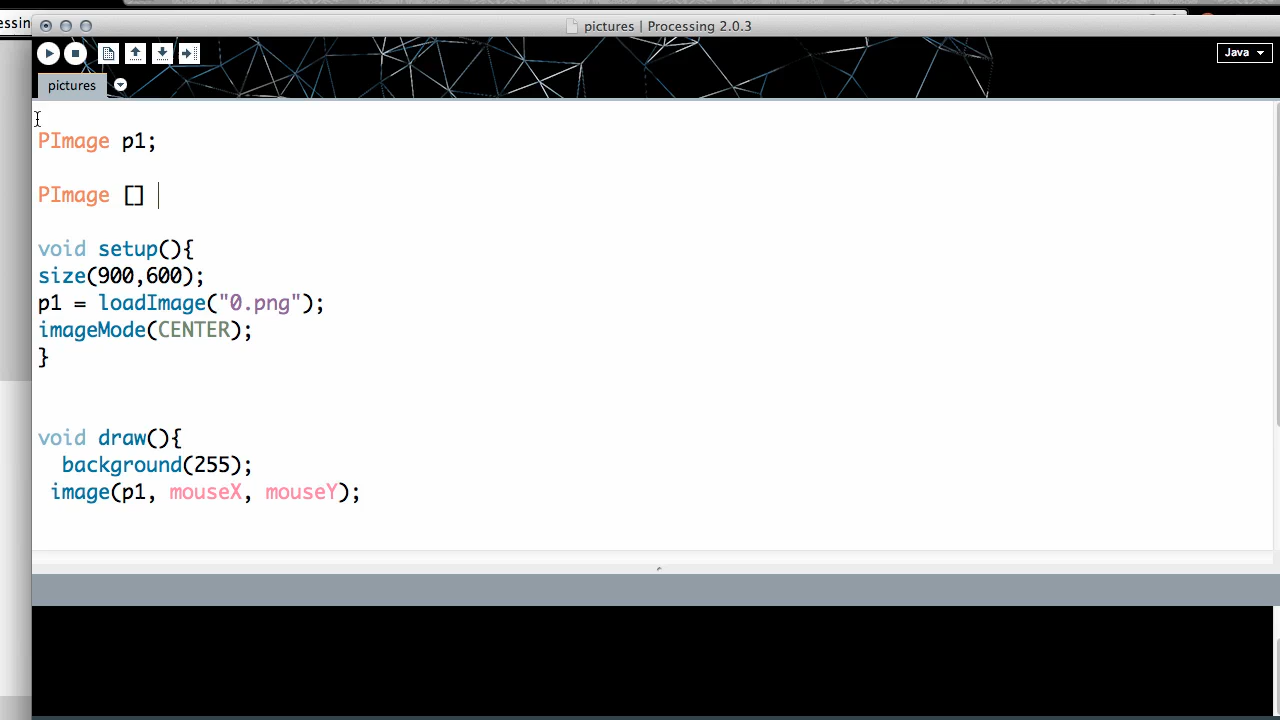 essing
pictures | Processing 2.0.3
Java
pictures
PImage p1;
PImage []
void setup(){
size(900,600);
p1 = loadImage("0.png");
imageMode(CENTER);
}
void draw(){
background(255);
image(p1, mouseX, mouseY);